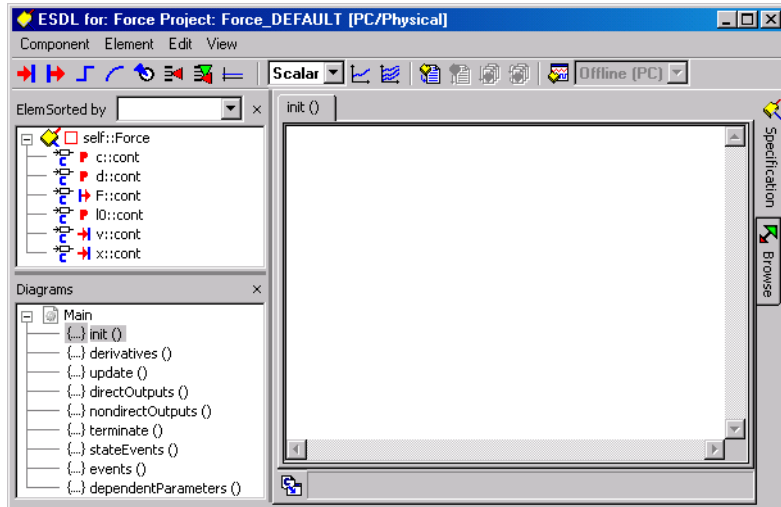 ESDL for: Force Project: Force_DEFAULT [PC/Physical]
Component Element Edit View
Scalar Offline (PC)
ElemSorted by
self::Force
c::cont
d::cont
F::cont
l0::cont
v::cont
x::cont
Diagrams
Main
{...} init ()
{...} derivatives ()
{...} update ()
{...} directOutputs ()
{...} nondirectOutputs ()
{...} terminate ()
{...} stateEvents ()
{...} events ()
{...} dependentParameters ()
init ()
Specification
Browse